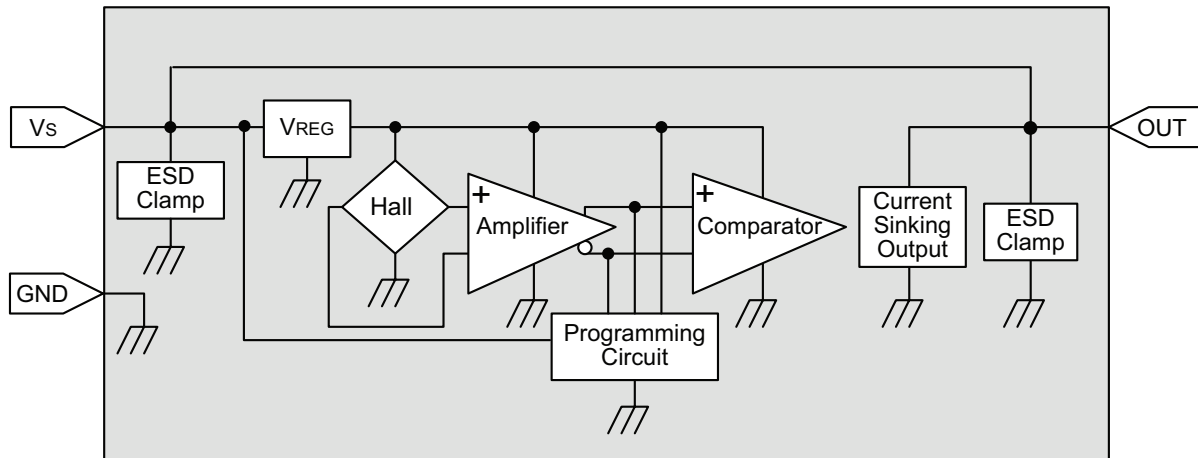 Vs
VREG
OUT
ESD
Clamp
Hall
+
Amplifier
+
Comparator
Current
Sinking
Output
ESD
Clamp
GND
Programming
Circuit